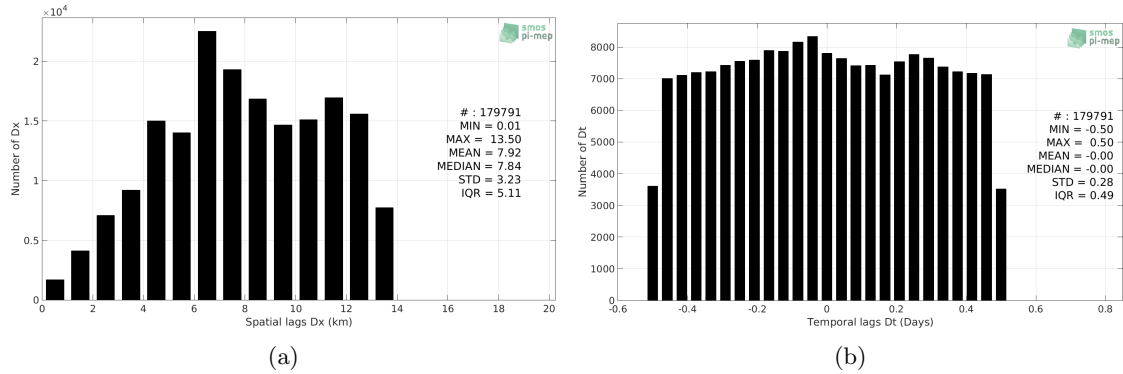 ×10⁴
2
1.5
1
0.5
0
0 2 4 6 8 10 12 14 16 18 20
Number of Dx
Spatial lags Dx (km)
smos
pi-mep
# : 179791
MIN = 0.01
MAX = 13.50
MEAN = 7.92
MEDIAN = 7.84
STD = 3.23
IQR = 5.11
(a)
8000
7000
6000
5000
4000
3000
2000
1000
0
-0.6 -0.4 -0.2 0 0.2 0.4 0.6 0.8
Number of Dt
Temporal lags Dt (Days)
smos
pi-mep
# : 179791
MIN = -0.50
MAX = 0.50
MEAN = -0.00
MEDIAN = -0.00
STD = 0.28
IQR = 0.49
(b)